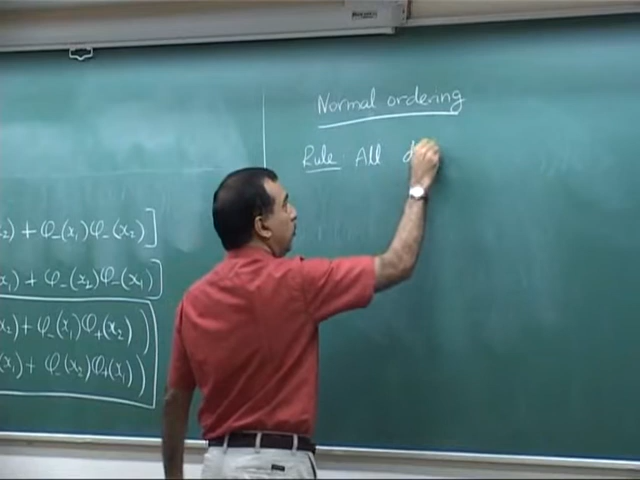 Normal ordering
Rule: All d
x₂) + φ₋(x₁)φ₋(x₂)]
x₁) + φ₋(x₂)φ₋(x₁)]
x₂) + φ₋(x₁)φ₊(x₂))
(x₁) + φ₋(x₂)φ₊(x₁))